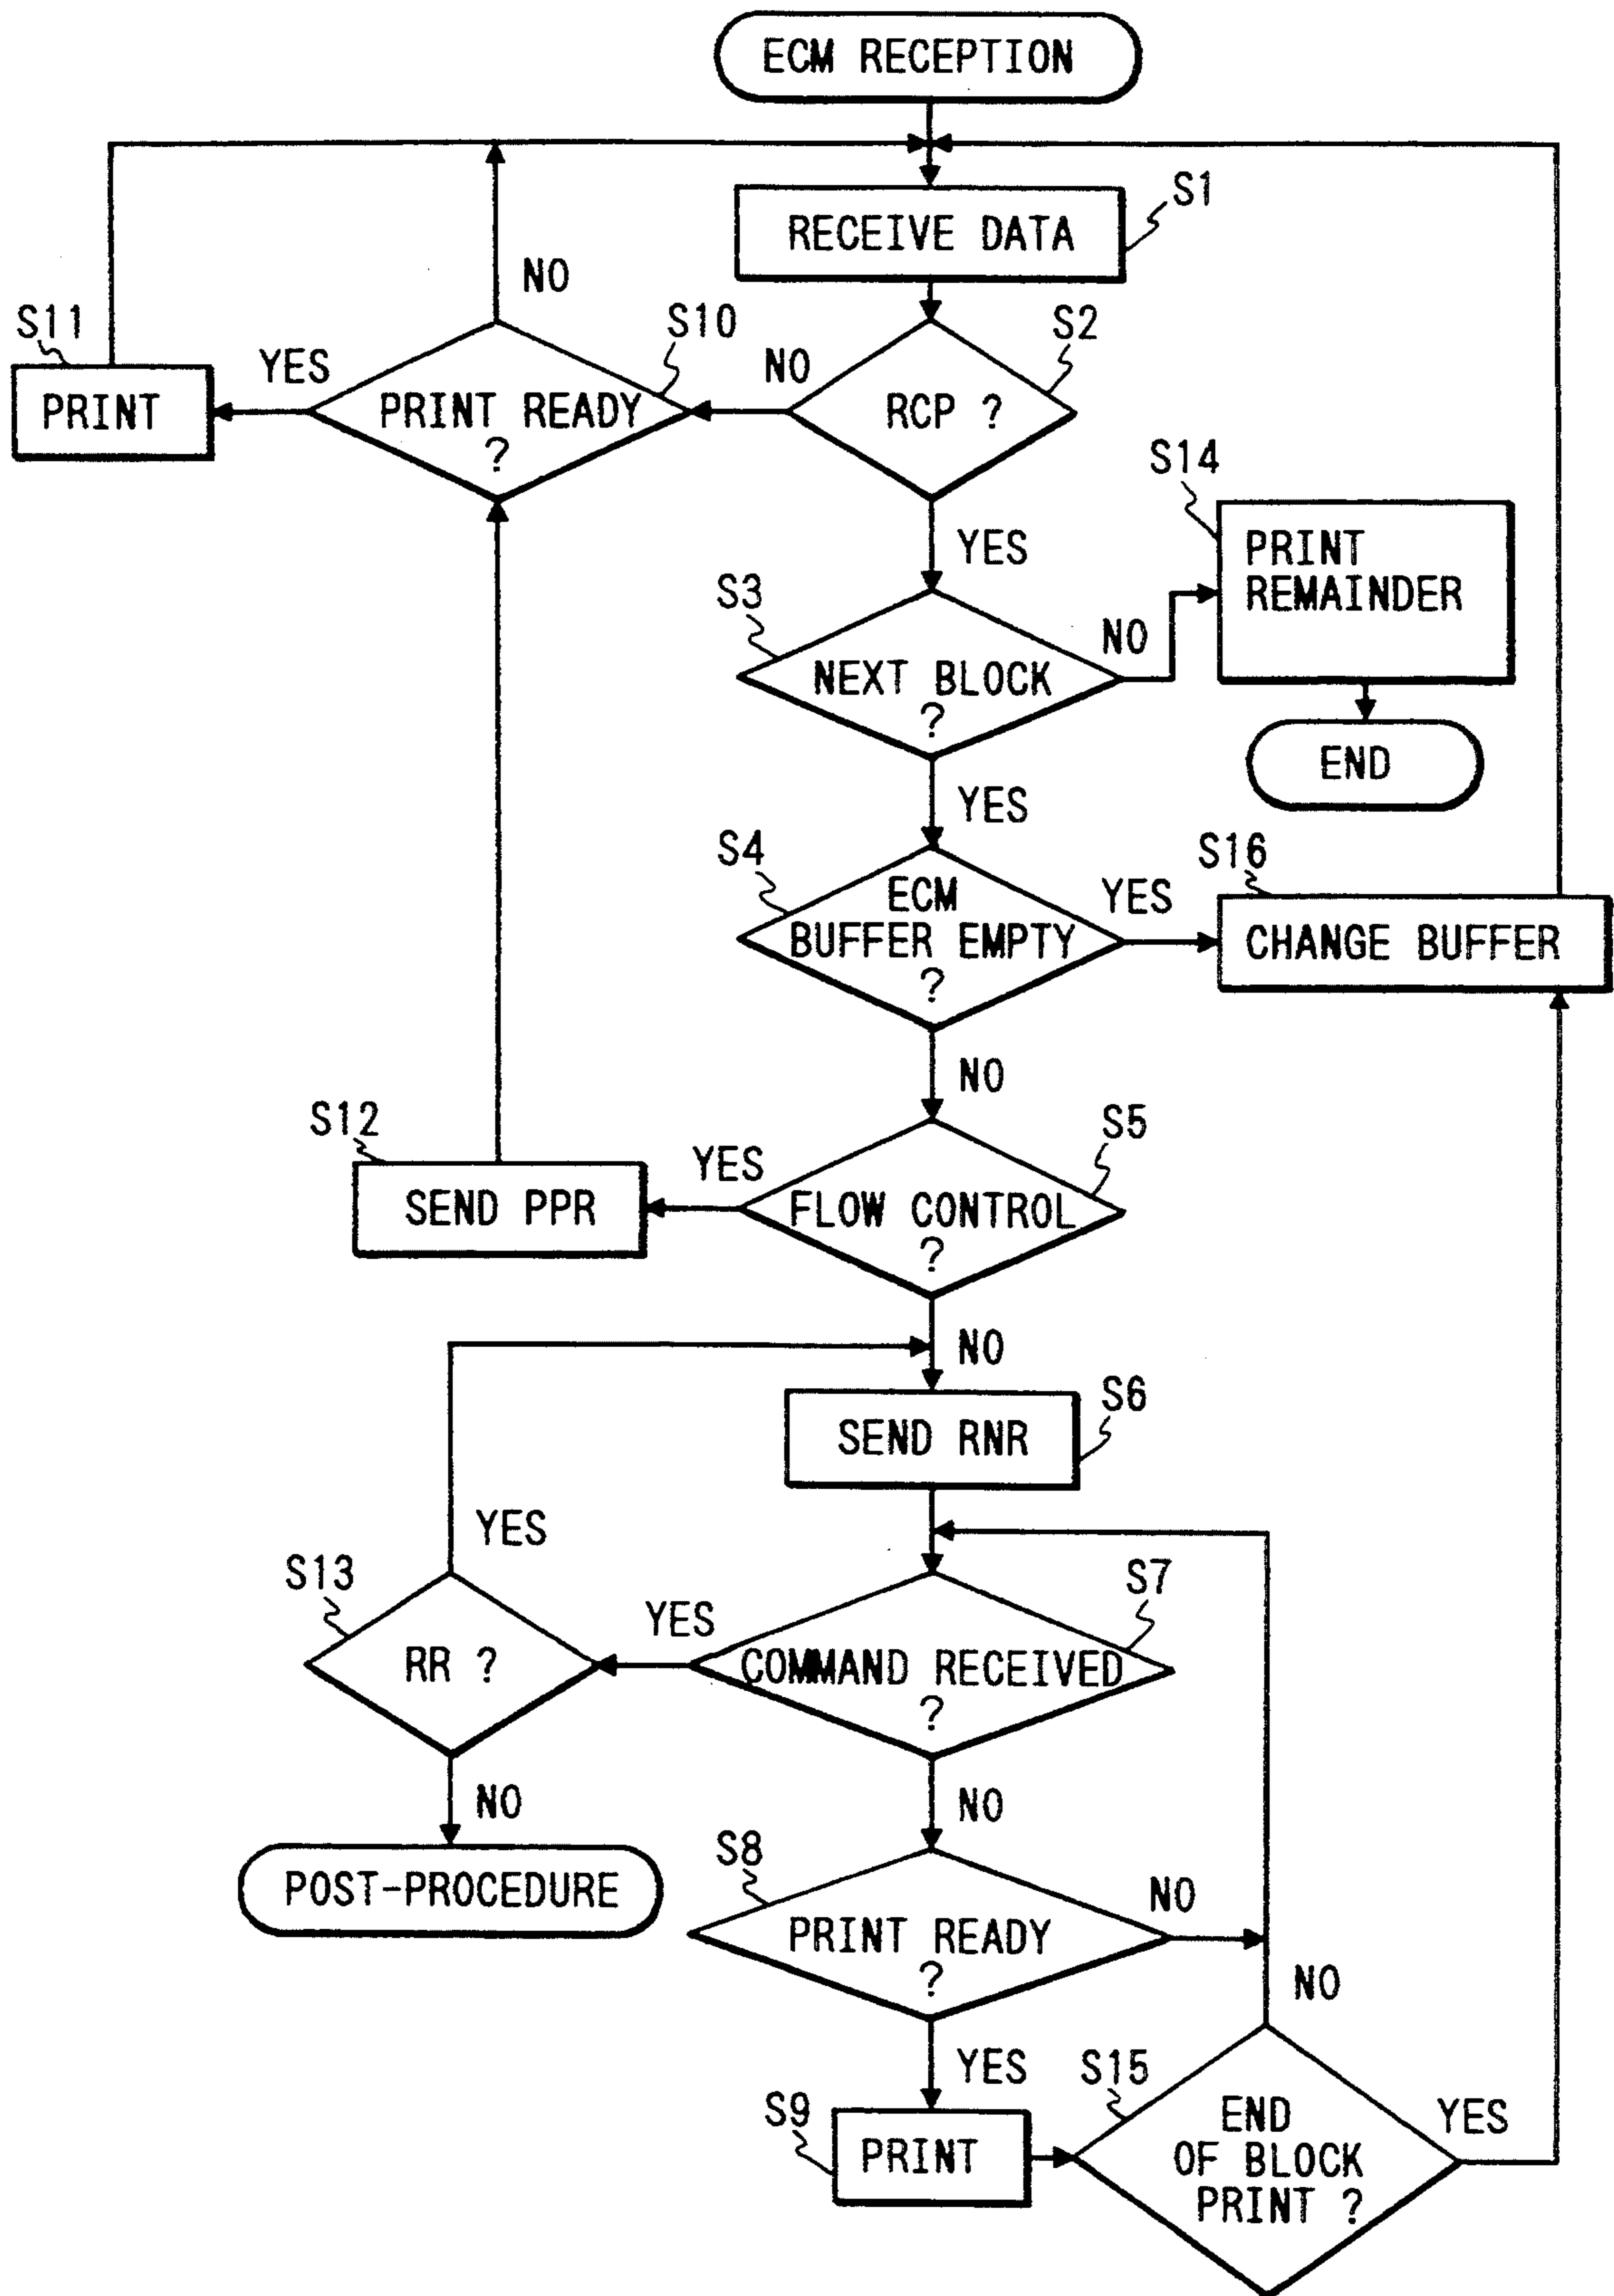 ECM RECEPTION
S1
RECEIVE DATA
NO
S11
S10
S2
YES
NO
PRINT
PRINT READY
?
RCP ?
S14
YES
PRINT
REMAINDER
S3
NO
NEXT BLOCK
?
END
YES
S4
S16
ECM
BUFFER EMPTY
?
YES
CHANGE BUFFER
NO
S12
S5
YES
SEND PPR
FLOW CONTROL
?
NO
S6
SEND RNR
YES
S13
S7
YES
RR ?
COMMAND RECEIVED
?
NO
NO
S8
POST-PROCEDURE
NO
PRINT READY
?
NO
YES
S15
S9
PRINT
END
OF BLOCK
PRINT ?
YES